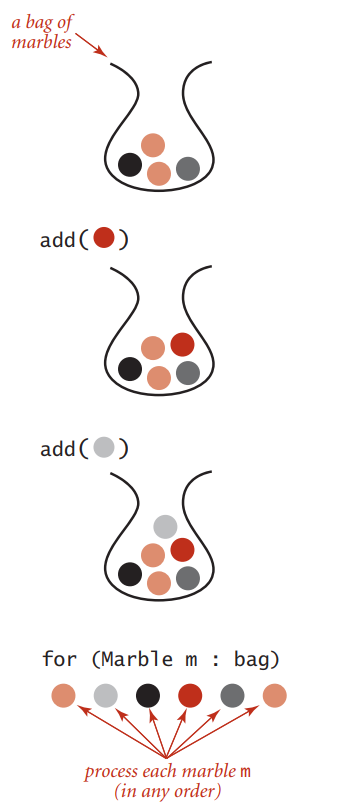 a bag of
marbles
add( )
add( )
for (Marble m : bag)
process each marble m
(in any order)